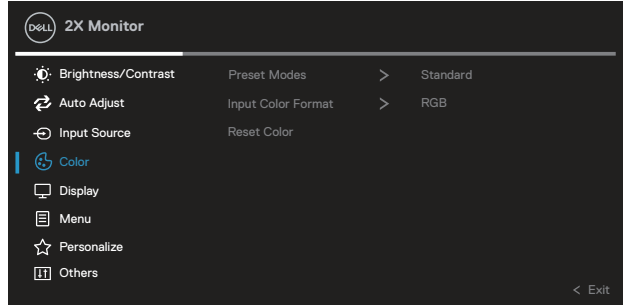 DELL 2X Monitor
Brightness/Contrast Preset Modes > Standard
Auto Adjust Input Color Format > RGB
Input Source Reset Color
Color
Display
Menu
Personalize
Others
< Exit